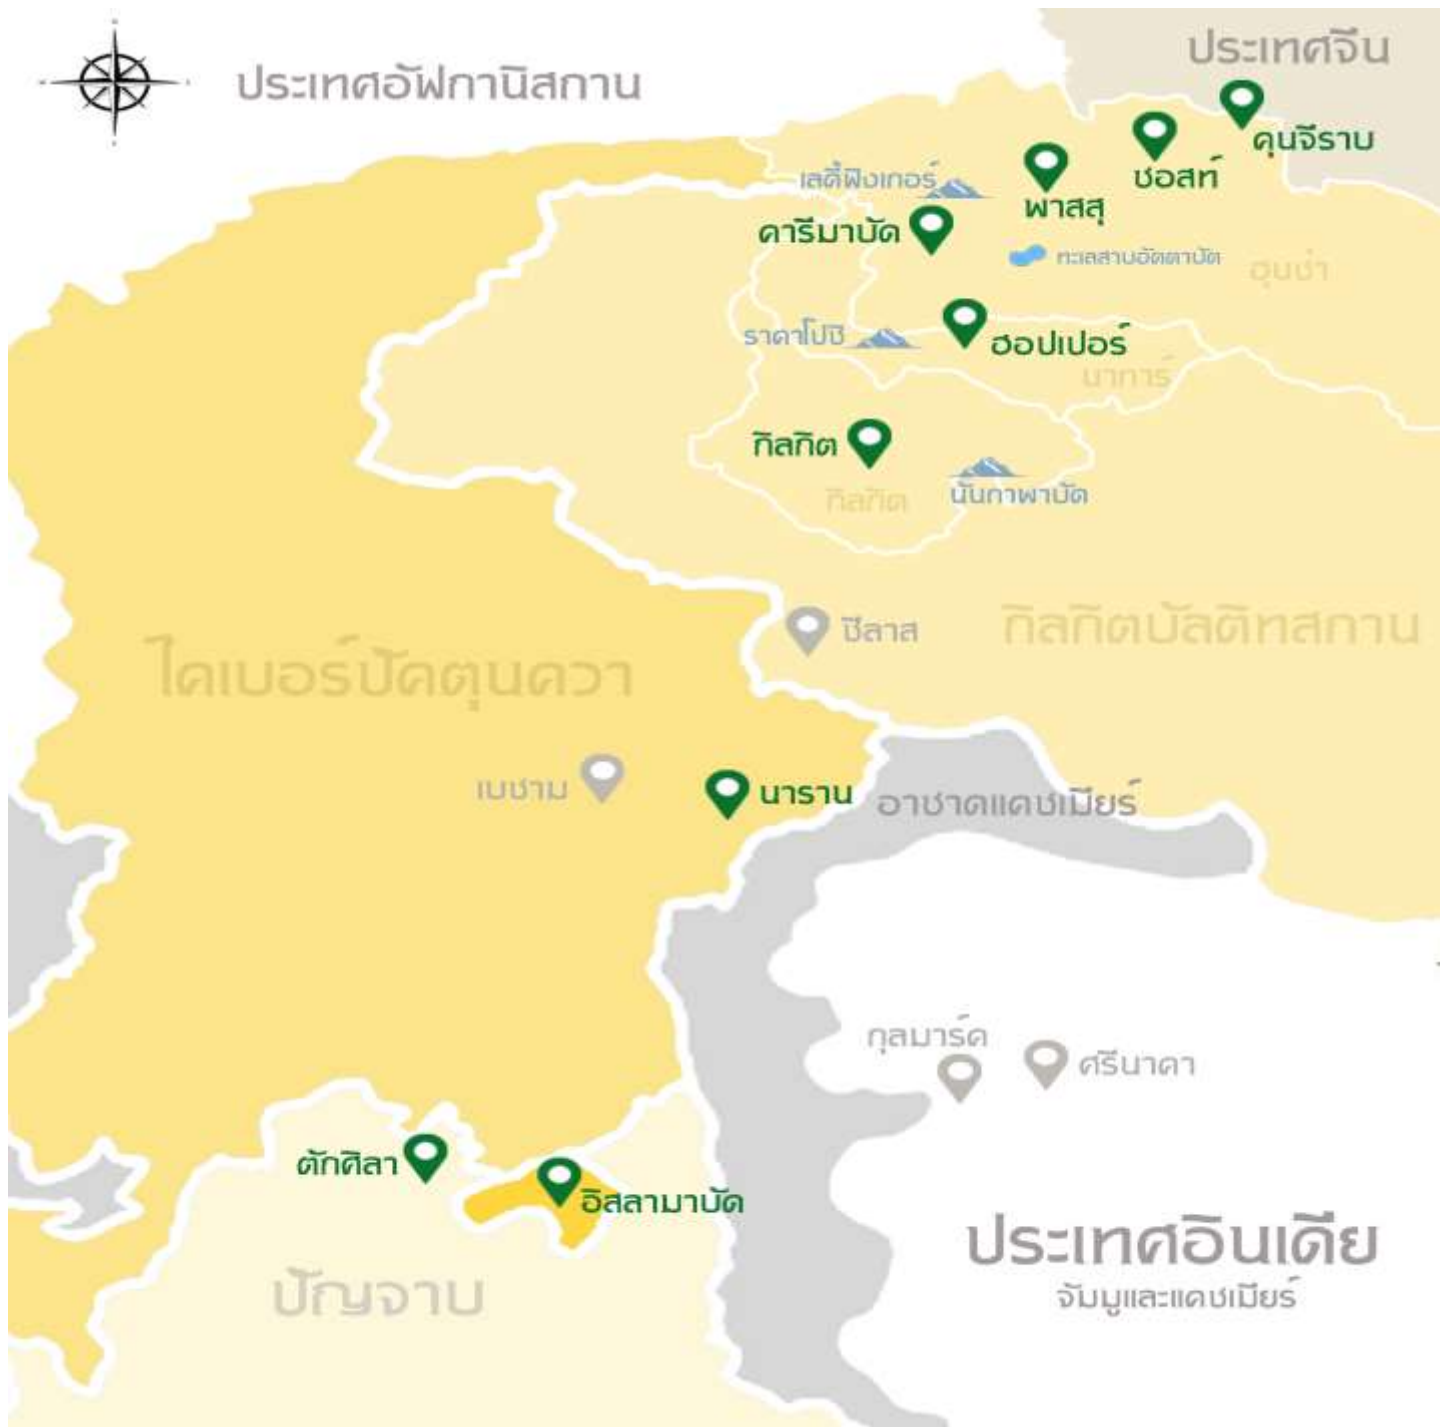 ประเทศจีน
ประเทศอัฟกานิสถาน
คุนจีราบ
ซอสท์
เลดี้ฟิงเกอร์
พาสสุ
คารีมาบัด
ทะเลสาบอัตตาบัด
ฮุนซ่า
ราคาโปชิ
ฮอปเปอร์
นาการ์
กิลกิต
นันกาพาบัต
กิลกิต
ชีลาส
กิลกิตบัลติทสถาน
ไคเบอร์ปัคตุนควา
เบชาม
นาราน
อาซาดแคชเมียร์
กุลมาร์ค
ศรีนาคา
ตักศิลา
อิสลามาบัด
ประเทศอินเดีย
ปัญจาบ
จัมมูและแคชเมียร์